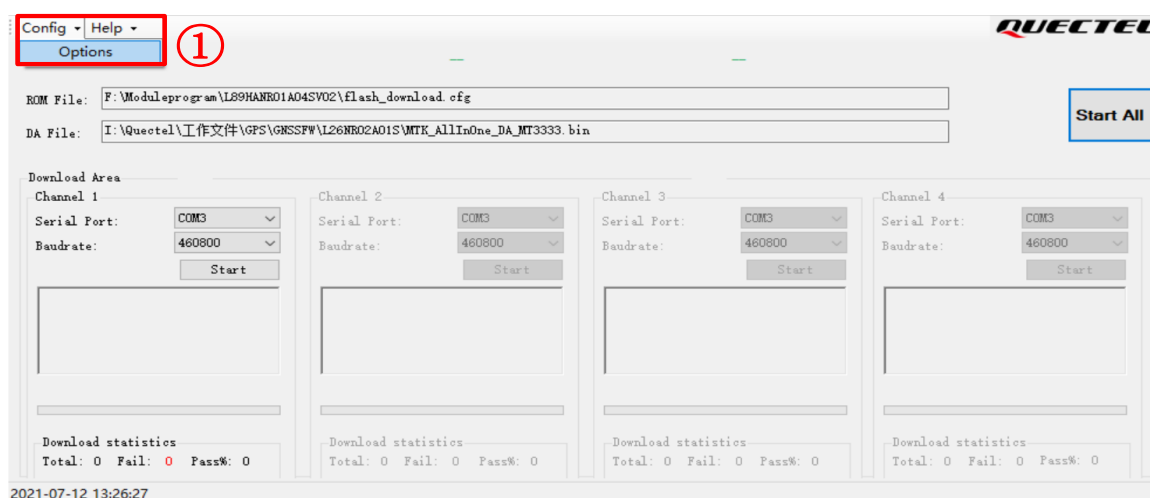 Config Help
QUECTEL
Options
①
ROM File: F:\Moduleprogram\L89HANR01A04SV02\flash_download.cfg
Start All
DA File: I:\Quectel\工作文件\GPS\GNSSFW\L26NR02A01S\MTK_AllInOne_DA_MT3333.bin
Download Area
Channel 1 Channel 2 Channel 3 Channel 4
Serial Port: COM3 Serial Port: COM3 Serial Port: COM3 Serial Port: COM3
Baudrate: 460800 Baudrate: 460800 Baudrate: 460800 Baudrate: 460800
Start Start Start Start
Download statistics Download statistics Download statistics Download statistics
Total: 0 Fail: 0 Pass%: 0 Total: 0 Fail: 0 Pass%: 0 Total: 0 Fail: 0 Pass%: 0 Total: 0 Fail: 0 Pass%: 0
2021-07-12 13:26:27